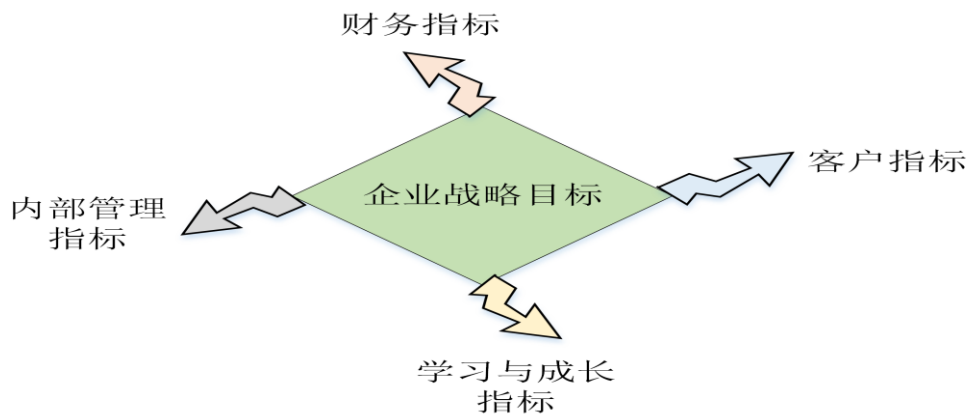 财务指标
客户指标
企业战略目标
内部管理
指标
学习与成长
指标